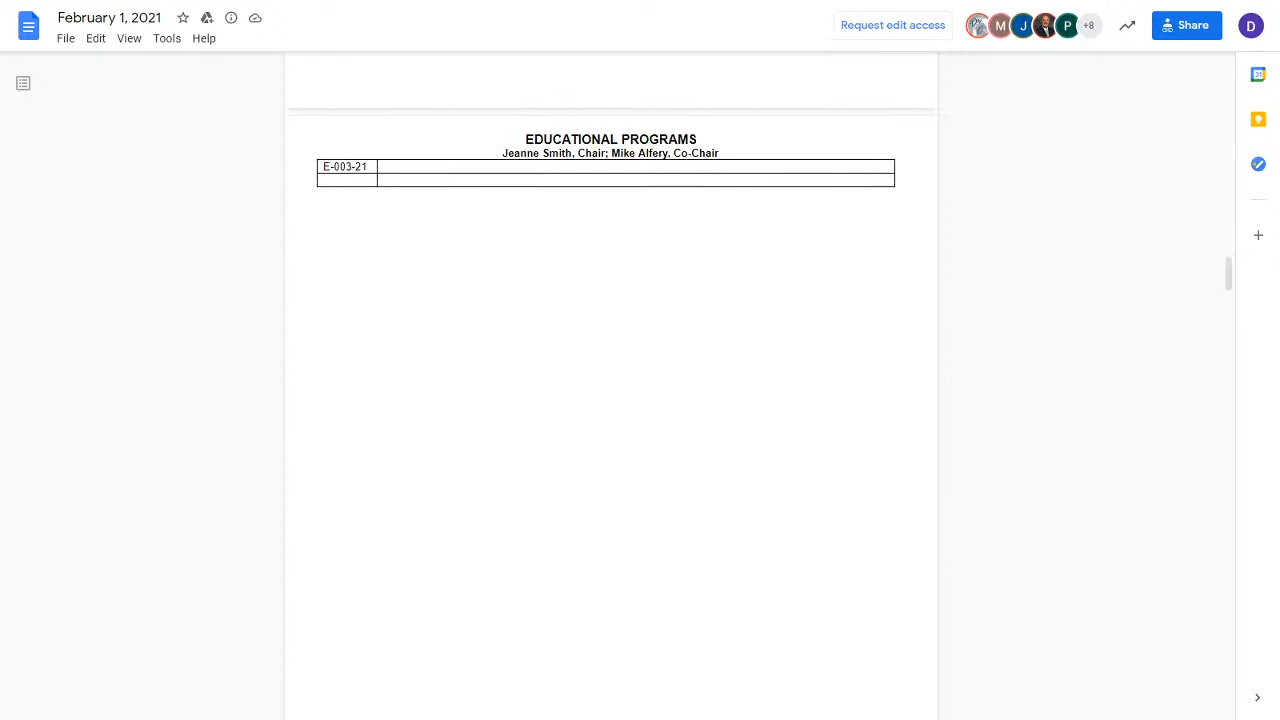 February 1, 2021
File Edit View Tools Help
Request edit access
M J P +8
Share
D
31
EDUCATIONAL PROGRAMS
Jeanne Smith, Chair; Mike Alfery, Co-Chair
E-003-21